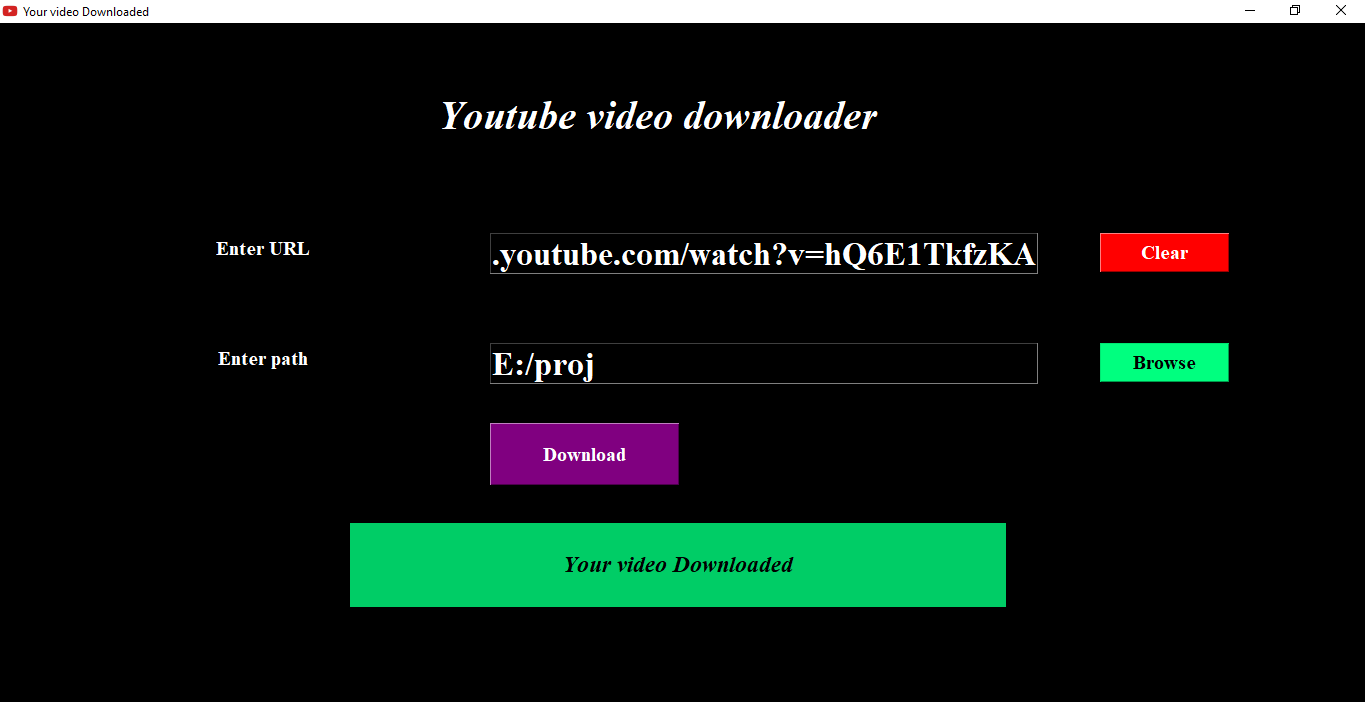 Your video Downloaded
Youtube video downloader
Enter URL
.youtube.com/watch?v=hQ6E1TkfzKA
Clear
Enter path
E:/proj
Browse
Download
Your video Downloaded